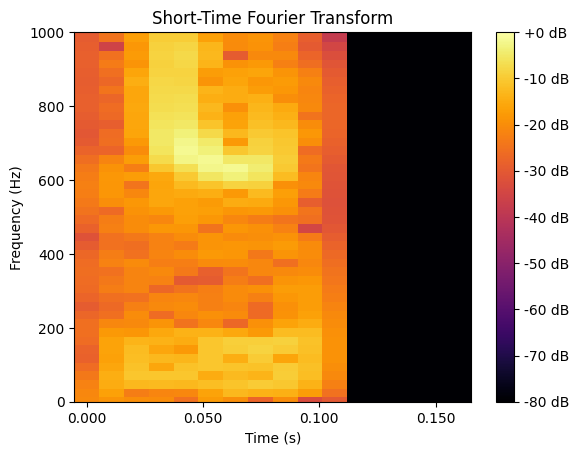 Short-Time Fourier Transform
1000
800
600
400
200
0
Frequency (Hz)
0.000
0.050
0.100
0.150
Time (s)
+0 dB
-10 dB
-20 dB
-30 dB
-40 dB
-50 dB
-60 dB
-70 dB
-80 dB